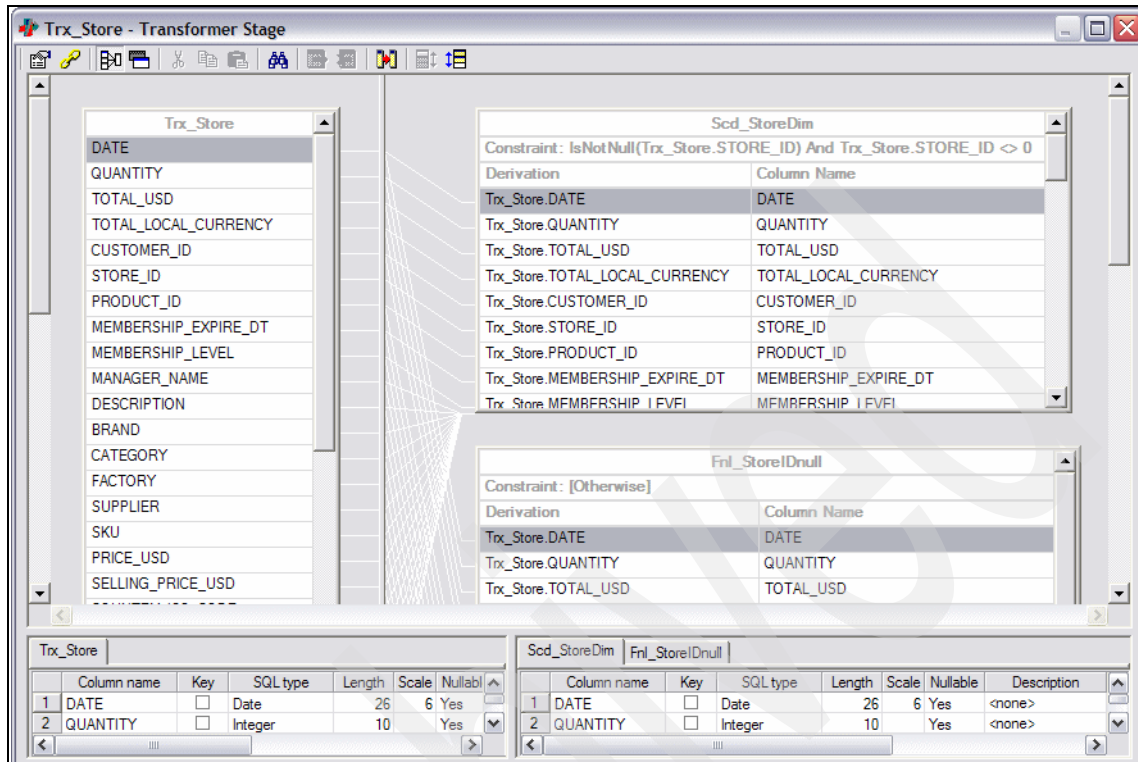 Trx_Store - Transformer Stage
Trx_Store
DATE
QUANTITY
TOTAL_USD
TOTAL_LOCAL_CURRENCY
CUSTOMER_ID
STORE_ID
PRODUCT_ID
MEMBERSHIP_EXPIRE_DT
MEMBERSHIP_LEVEL
MANAGER_NAME
DESCRIPTION
BRAND
CATEGORY
FACTORY
SUPPLIER
SKU
PRICE_USD
SELLING_PRICE_USD
Scd_StoreDim
Constraint: IsNotNull(Trx_Store.STORE_ID) And Trx_Store.STORE_ID <> 0
Derivation Column Name
Trx_Store.DATE DATE
Trx_Store.QUANTITY QUANTITY
Trx_Store.TOTAL_USD TOTAL_USD
Trx_Store.TOTAL_LOCAL_CURRENCY TOTAL_LOCAL_CURRENCY
Trx_Store.CUSTOMER_ID CUSTOMER_ID
Trx_Store.STORE_ID STORE_ID
Trx_Store.PRODUCT_ID PRODUCT_ID
Trx_Store.MEMBERSHIP_EXPIRE_DT MEMBERSHIP_EXPIRE_DT
Trx_Store.MEMBERSHIP_LEVEL MEMBERSHIP_LEVEL
Fnl_StoreIDnull
Constraint: [Otherwise]
Derivation Column Name
Trx_Store.DATE DATE
Trx_Store.QUANTITY QUANTITY
Trx_Store.TOTAL_USD TOTAL_USD
Trx_Store
Column name Key SQL type Length Scale Nullabl
1 DATE Date 26 6 Yes
2 QUANTITY Integer 10 Yes
Scd_StoreDim Fnl_StoreIDnull
Column name Key SQL type Length Scale Nullable Description
1 DATE Date 26 6 Yes <none>
2 QUANTITY Integer 10 Yes <none>